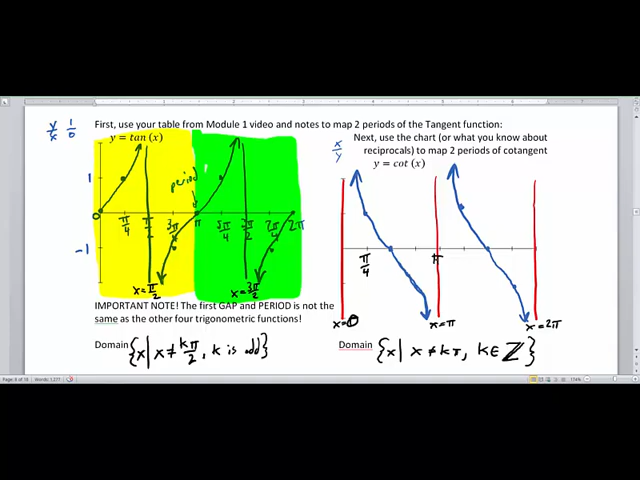 First, use your table from Module 1 video and notes to map 2 periods of the Tangent function:
y/x 1/0
y = tan (x)
1
0
-1
π/4
π/2
3π/4
π
5π/4
3π/2
2π
period
x = π/2
x = 3π/2
Next, use the chart (or what you know about
reciprocals) to map 2 periods of cotangent
x/y
y = cot (x)
π/4
π
x = 0
x = π
x = 2π
IMPORTANT NOTE! The first GAP and PERIOD is not the
same as the other four trigonometric functions!
Domain {x | x ≠ kπ/2, k is odd}
Domain {x | x ≠ kπ, k ∈ ℤ}